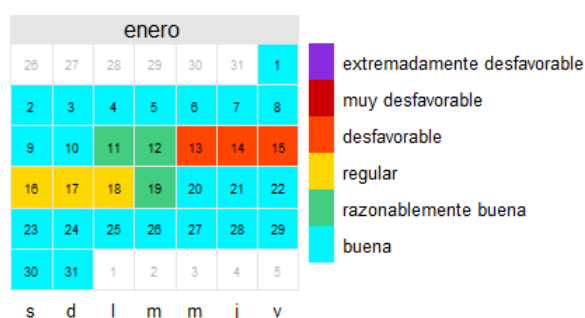 enero
26 27 28 29 30 31 1
2 3 4 5 6 7 8
9 10 11 12 13 14 15
16 17 18 19 20 21 22
23 24 25 26 27 28 29
30 31 1 2 3 4 5
s d l m m j v
extremadamente desfavorable
muy desfavorable
desfavorable
regular
razonablemente buena
buena